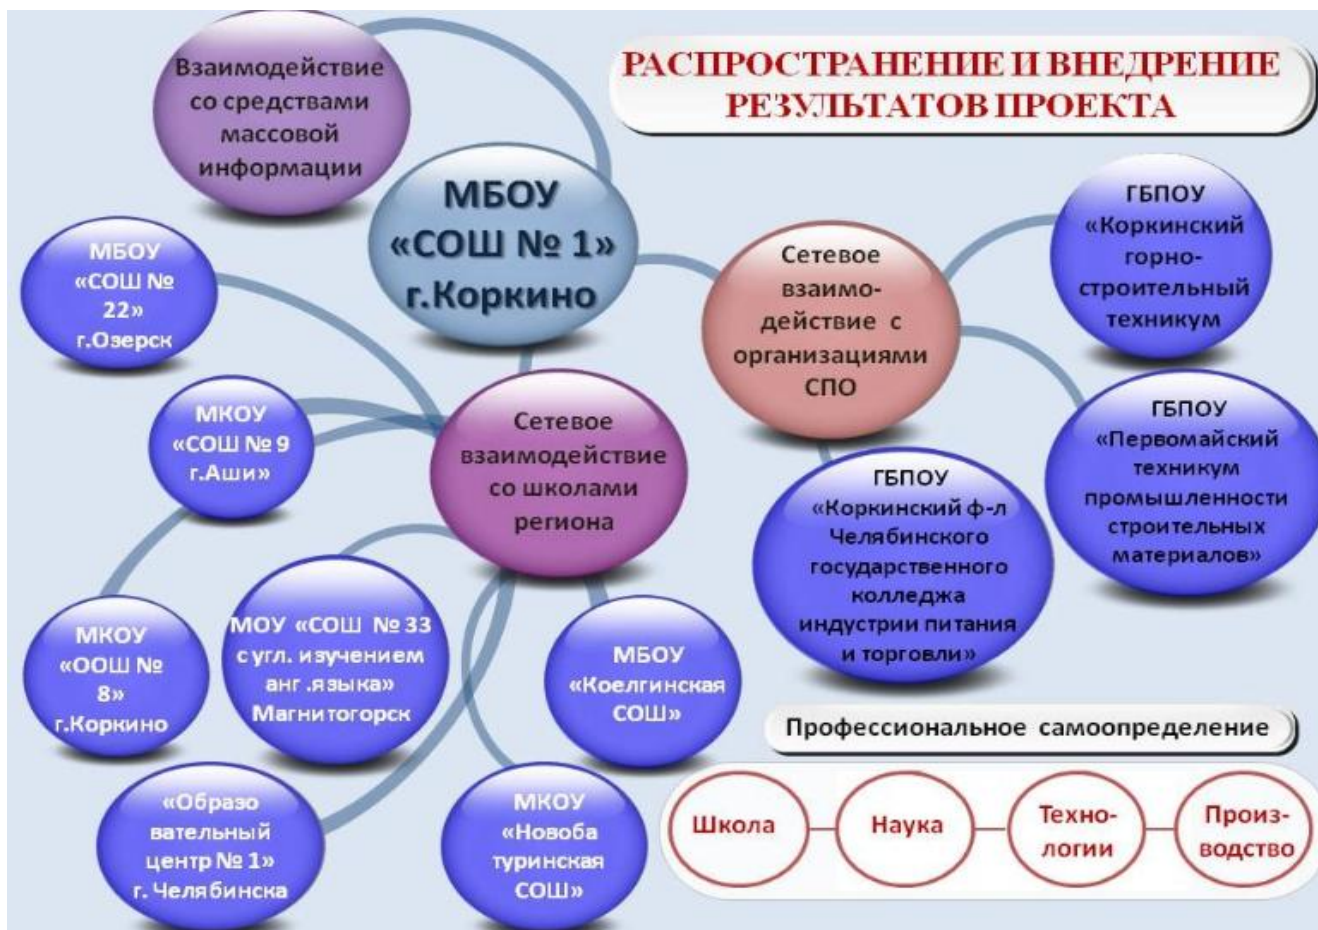 РАСПРОСТРАНЕНИЕ И ВНЕДРЕНИЕ
РЕЗУЛЬТАТОВ ПРОЕКТА
Взаимодействие
со средствами
массовой
информации
МБОУ
«СОШ № 1»
г.Коркино
МБОУ
«СОШ №
22»
г.Озерск
МКОУ
«СОШ № 9
г.Аши»
Сетевое
взаимодействие
со школами
региона
Сетевое
взаимо-
действие с
организациями
СПО
ГБПОУ
«Коркинский
горно-
строительный
техникум
ГБПОУ
«Первомайский
техникум
промышленности
строительных
материалов»
ГБПОУ
«Коркинский ф-л
Челябинского
государственного
колледжа
индустрии питания
и торговли»
МКОУ
«ООШ №
8»
г.Коркино
МОУ «СОШ № 33
с угл. изучением
анг .языка»
Магнитогорск
МБОУ
«Коелгинская
СОШ»
«Образо
вательный
центр № 1»
г. Челябинска
МКОУ
«Новоба
туринская
СОШ»
Профессиональное самоопределение
Школа
Наука
Техно-
логии
Произ-
водство